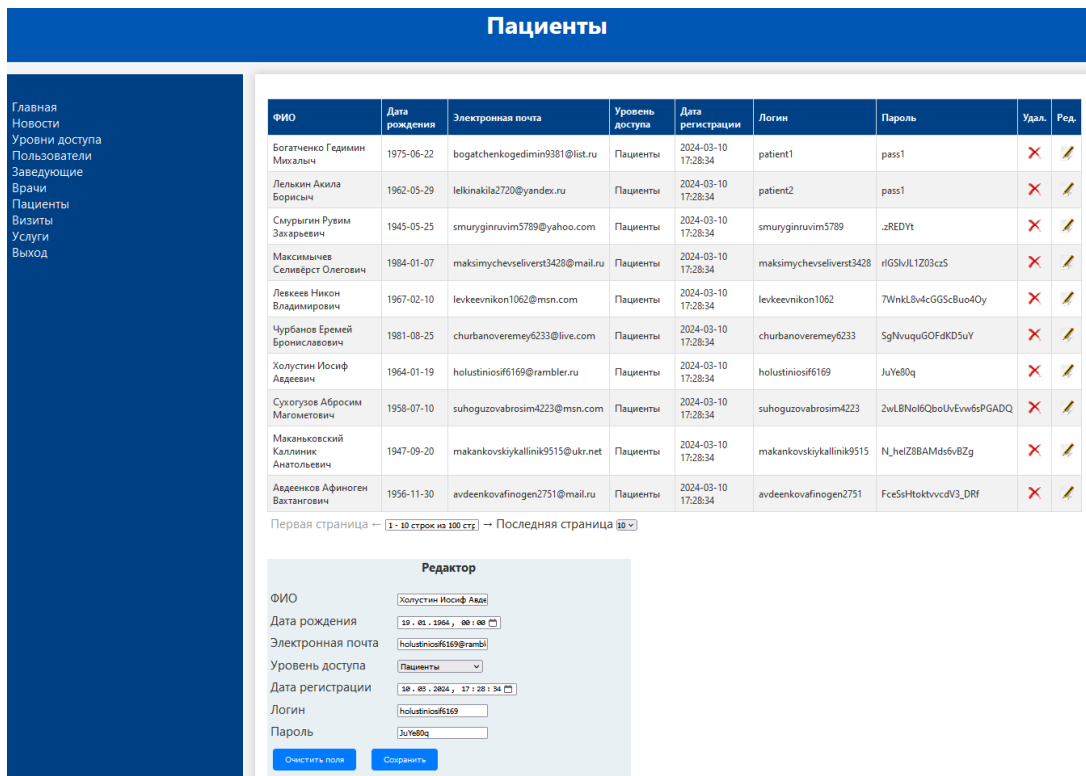 Пациенты
Главная
Новости
Уровни доступа
Пользователи
Заведующие
Врачи
Пациенты
Визиты
Услуги
Выход
ФИО Дата рождения Электронная почта Уровень доступа Дата регистрации Логин Пароль Удал. Ред.
Богатченко Гедимин Михалыч 1975-06-22 bogatchenkogedimin9381@list.ru Пациенты 2024-03-10 17:28:34 patient1 pass1
Лелькин Акила Борисыч 1962-05-29 lelkinakila2720@yandex.ru Пациенты 2024-03-10 17:28:34 patient2 pass1
Смурыгин Рувим Захарьевич 1945-05-25 smuryginruvim5789@yahoo.com Пациенты 2024-03-10 17:28:34 smuryginruvim5789 .zREDYt
Максимычев Селивёрст Олегович 1984-01-07 maksimychevseliverst3428@mail.ru Пациенты 2024-03-10 17:28:34 maksimychevseliverst3428
Левкеев Никон Владимирович 1967-02-10 levkeevnikon1062@msn.com Пациенты 2024-03-10 17:28:34 levkeevnikon1062 7WnkL8v4cGGScBuo4Oy
Чурбанов Еремей Брониславович 1981-08-25 churbanoveremey6233@live.com Пациенты 2024-03-10 17:28:34 churbanoveremey6233 SgNvuquGOFdKD5uY
Холустин Иосиф Авдеевич 1964-01-19 holustiniosif6169@rambler.ru Пациенты 2024-03-10 17:28:34 holustiniosif6169 JuYe80q
Сухогузов Абросим Магометович 1958-07-10 suhoguzovabrosim4223@msn.com Пациенты 2024-03-10 17:28:34 suhoguzovabrosim4223 2wLBNoI6QboUvEvw6sPGADQ
Маканьковский Каллиник Анатольевич 1947-09-20 makankovskiykallinik9515@ukr.net Пациенты 2024-03-10 17:28:34 makankovskiykallinik9515 N_helZ8BAMds6vBZg
Авдеенков Афиноген Вахтангович 1956-11-30 avdeenkovafinogen2751@mail.ru Пациенты 2024-03-10 17:28:34 avdeenkovafinogen2751 FceSsHtoktvvcdV3_DRf
Первая страница ← 1 - 10 строк из 100 стр → Последняя страница 10
Редактор
ФИО Холустин Иосиф Авде
Дата рождения 19.01.1964, 00:00
Электронная почта holustiniosif6169@rambl
Уровень доступа Пациенты
Дата регистрации 10.03.2024, 17:28:34
Логин holustiniosif6169
Пароль JuYe80q
Очистить поля Сохранить